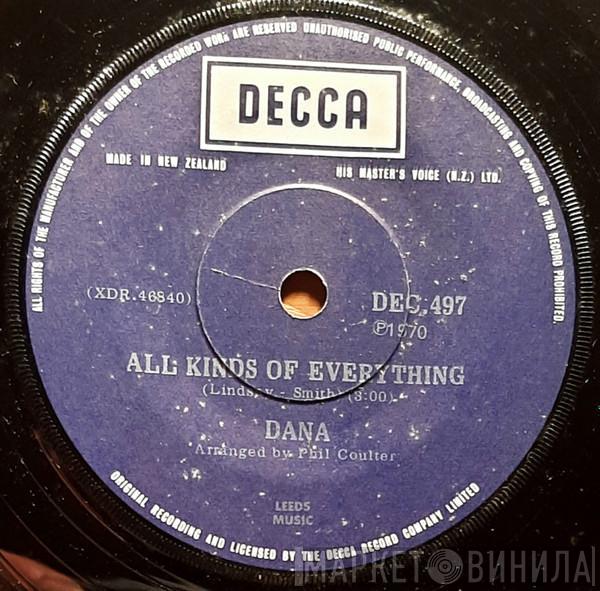 ALL RIGHTS OF THE MANUFACTURER AND OF THE OWNER OF THE RECORDED WORK ARE RESERVED UNAUTHORISED PUBLIC PERFORMANCE, BROADCASTING AND COPYING OF THIS RECORD PROHIBITED.
DECCA
MADE IN NEW ZEALAND
HIS MASTER'S VOICE (N.Z.) LTD.
(XDR.46840)
DEC.497
℗1970
ALL KINDS OF EVERYTHING
(Lindsay - Smith) (3:00)
DANA
Arranged by Phil Coulter
LEEDS
MUSIC
ORIGINAL RECORDING AND LICENSED BY THE DECCA RECORD COMPANY LIMITED
МАРКЕТ ВИНИЛА